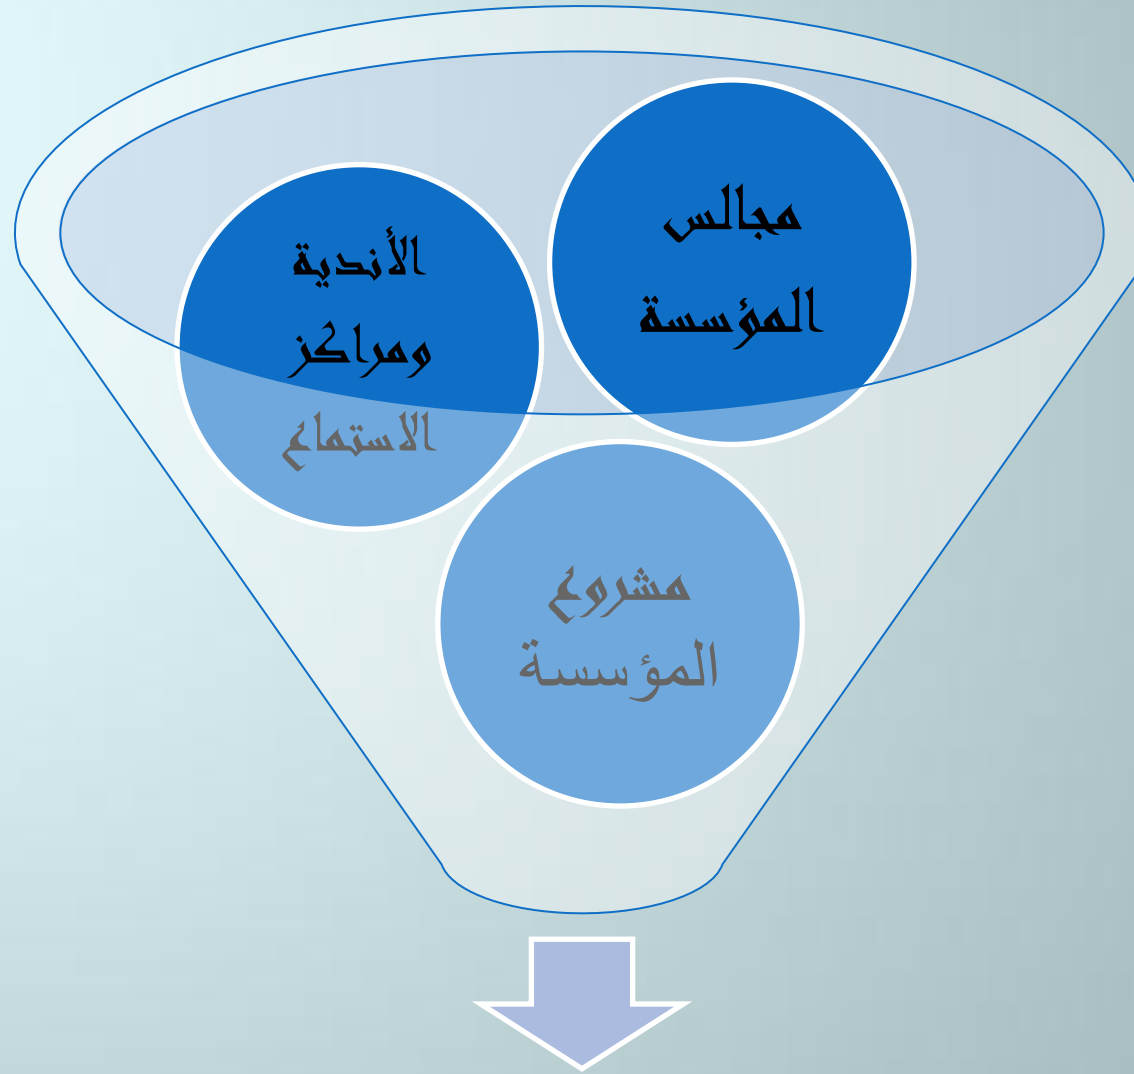 مجالس
المؤسسة
الأندية
ومراكز
الاستماع
مشروع
المؤسسة